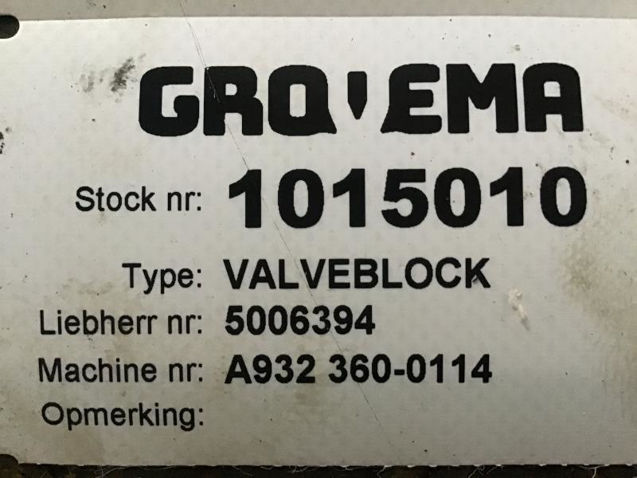 GROVEMA
Stock nr: 1015010
Type: VALVEBLOCK
Liebherr nr: 5006394
Machine nr: A932 360-0114
Opmerking: